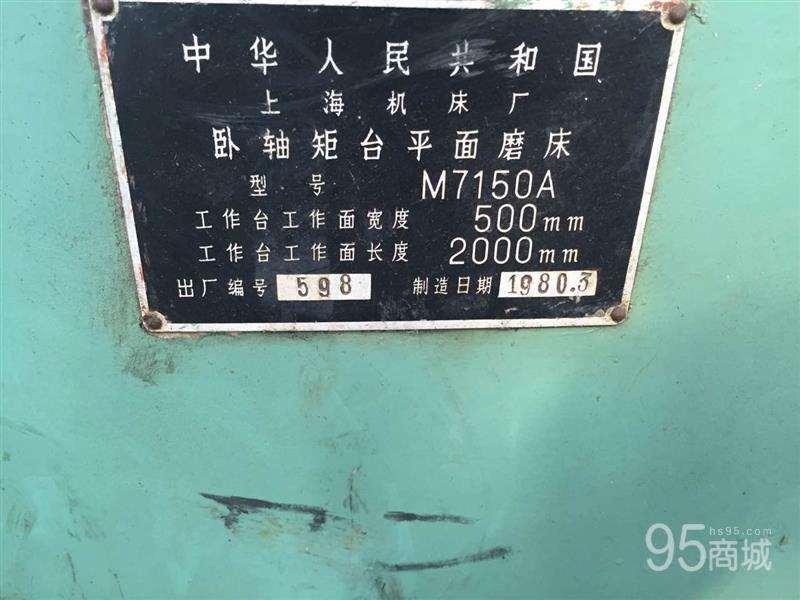 中华人民共和国
上海机床厂
卧轴矩台平面磨床
型号 M7150A
工作台工作面宽度 500mm
工作台工作面长度 2000mm
出厂编号 598 制造日期 1980.3
95商城 hs95.com